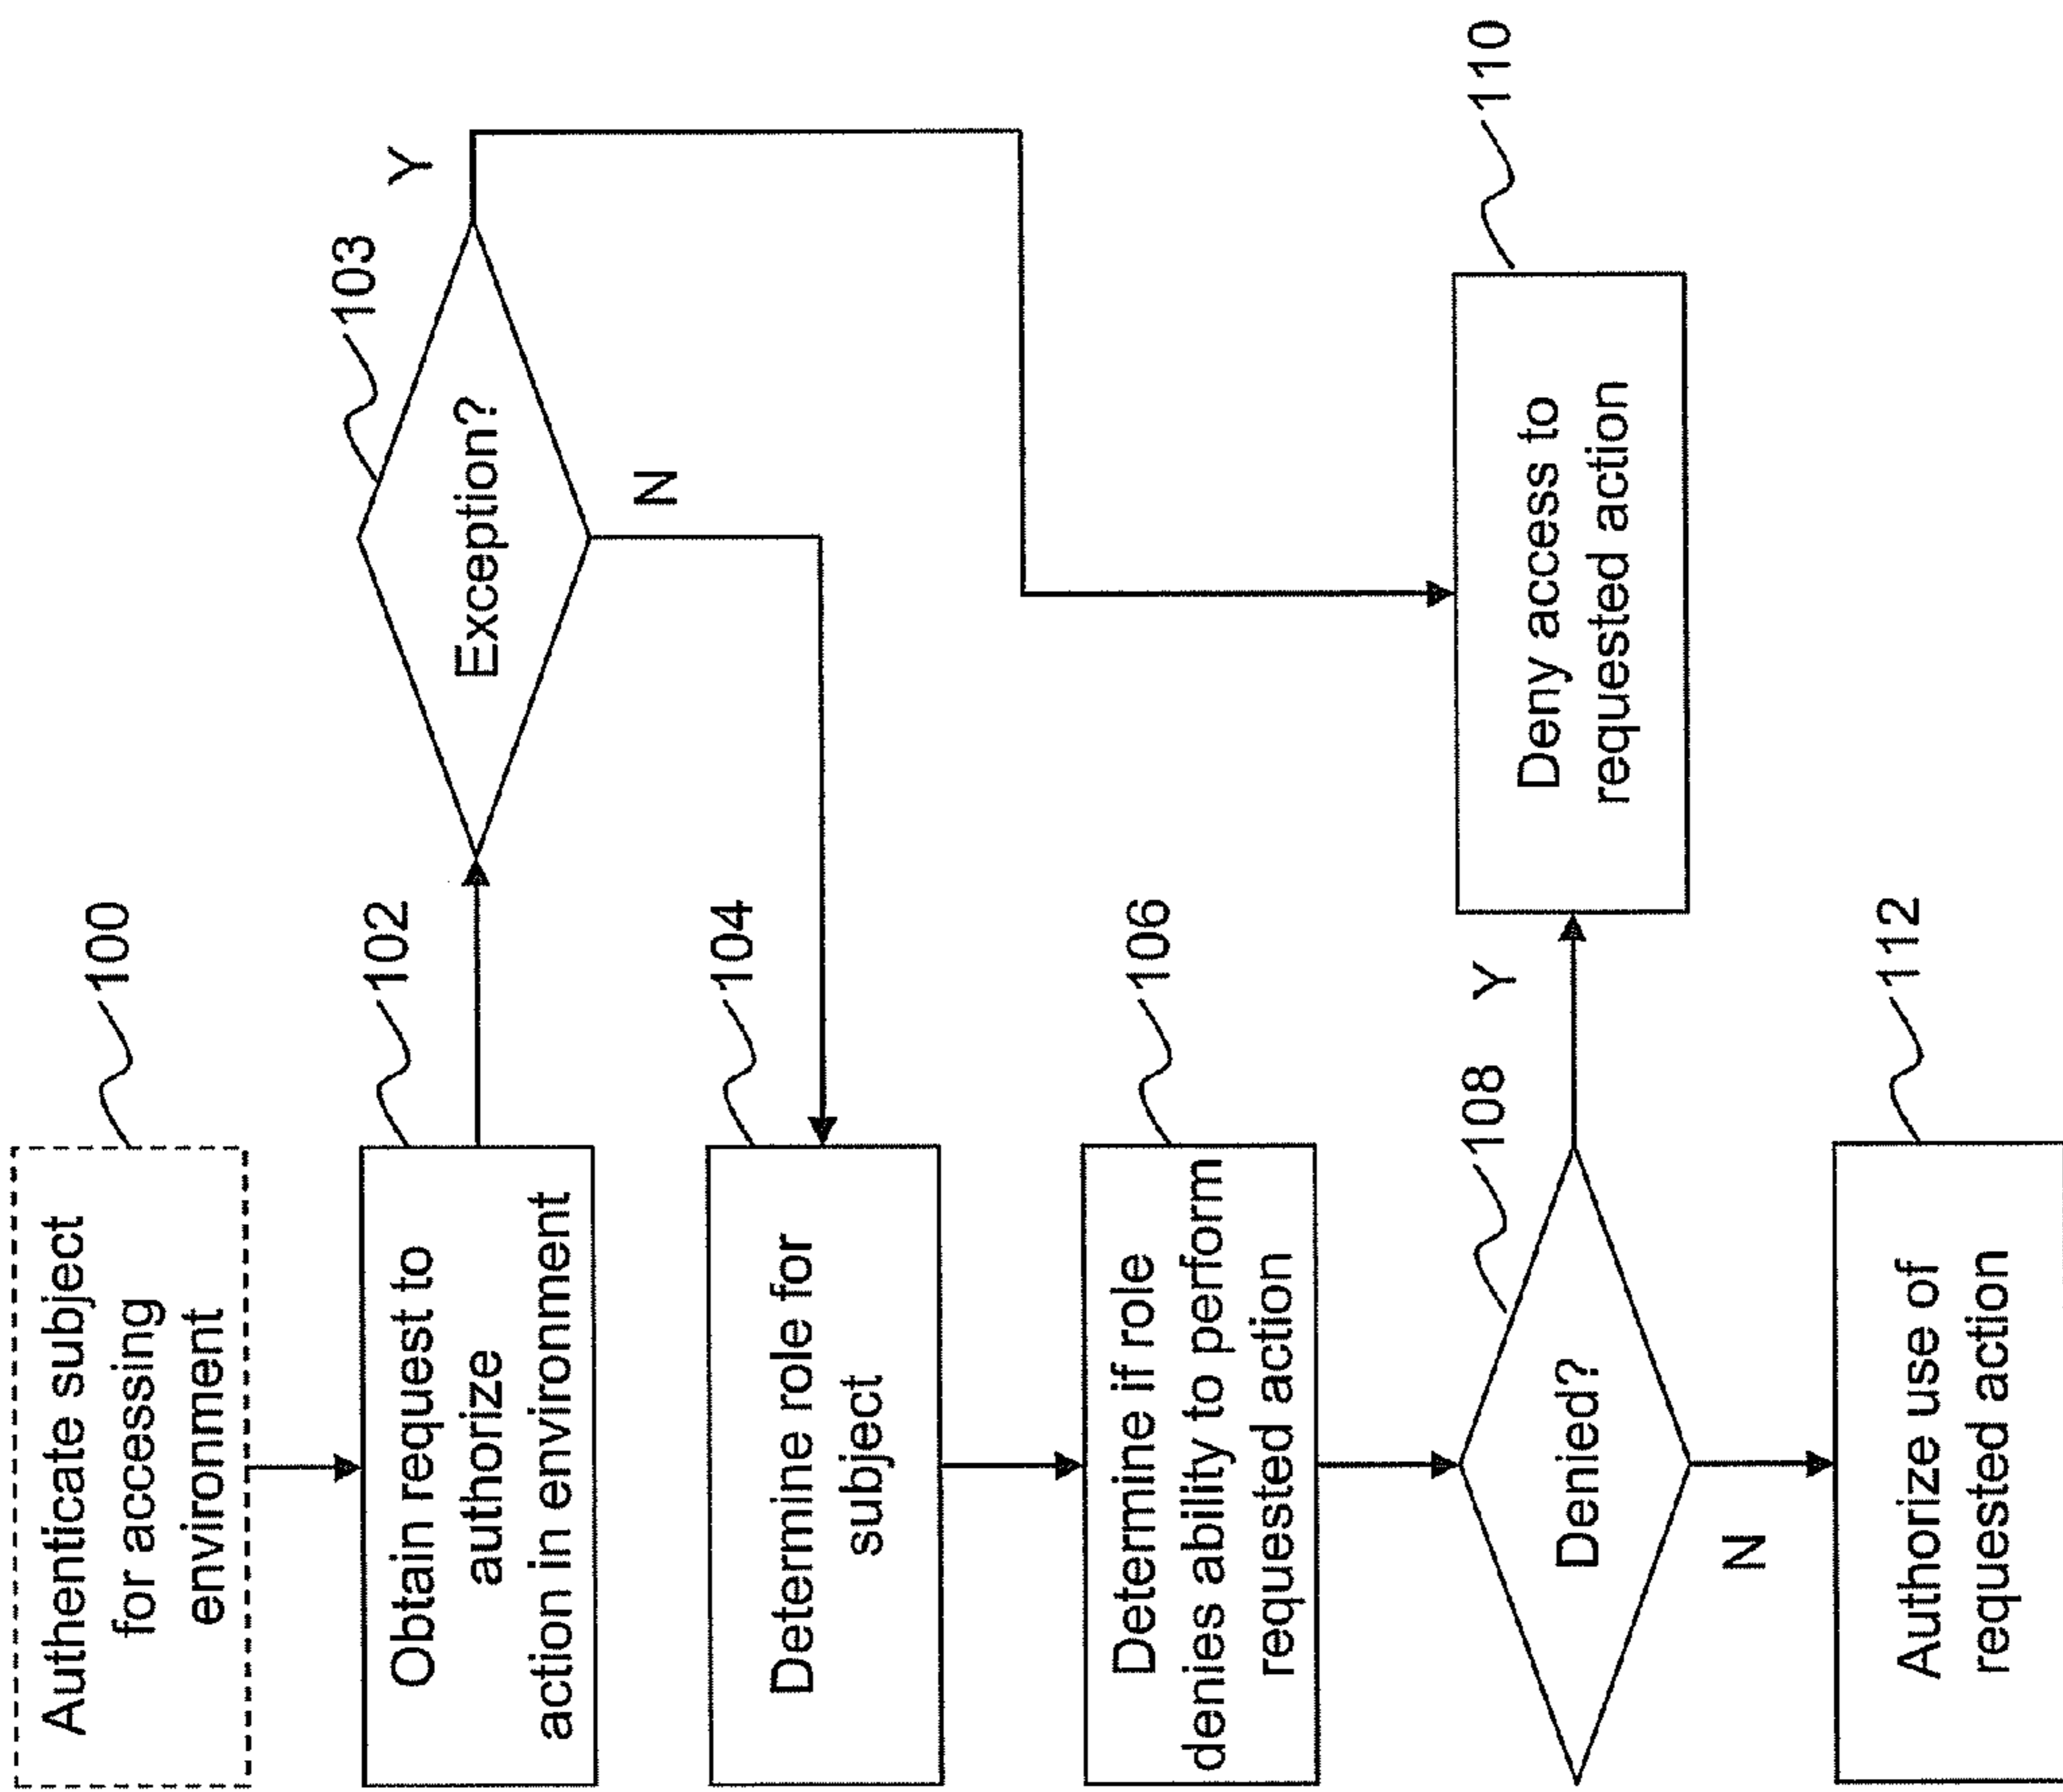 Authenticate subject
for accessing
environment
100
Obtain request to
authorize
action in environment
102
Exception?
103
Y
N
Determine role for
subject
104
Determine if role
denies ability to perform
requested action
106
Denied?
108
Y
N
Deny access to
requested action
110
Authorize use of
requested action
112